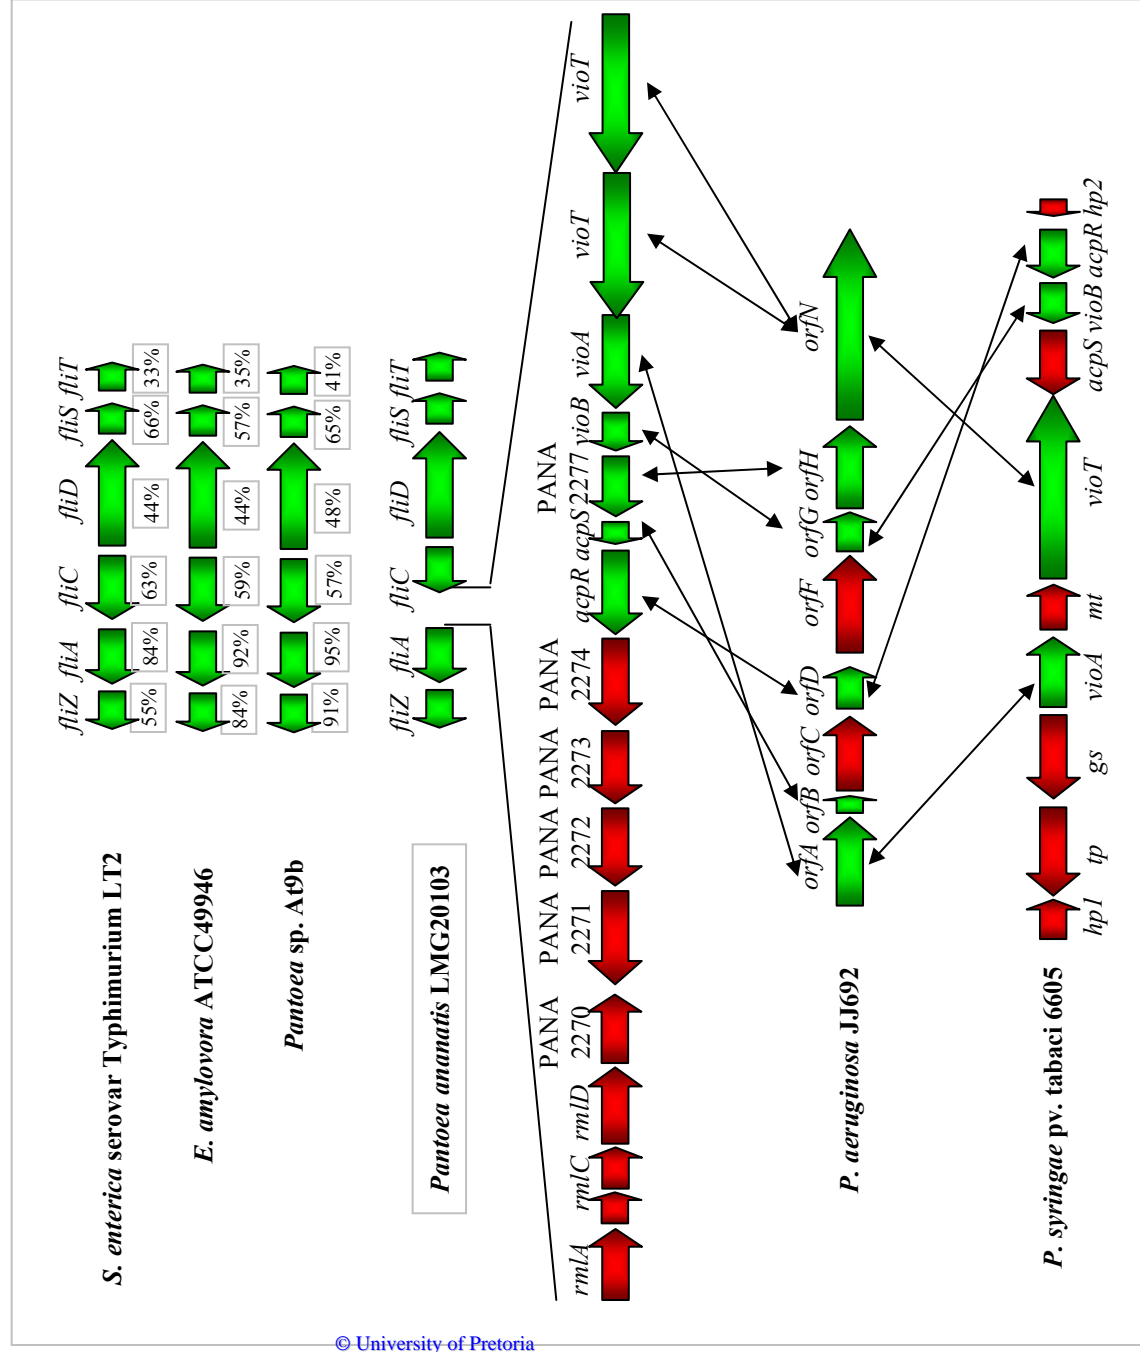 fliZ fliA fliC fliD fliS fliT
S. enterica serovar Typhimurium LT2
55% 84% 63% 44% 66% 33%
E. amylovora ATCC49946
84% 92% 59% 44% 57% 35%
Pantoea sp. At9b
91% 95% 57% 48% 65% 41%
fliZ fliA fliC fliD fliS fliT
Pantoea ananatis LMG20103
PANA PANA PANA PANA PANA PANA
rmlA rmlC rmlD 2270 2271 2272 2273 2274 acpR acpS 2277 vioB vioA vioT vioT
orfA orfB orfC orfD orfF orfG orfH orfN
P. aeruginosa JJ692
P. syringae pv. tabaci 6605
hp1 tp gs vioA mt vioT acpS vioB acpR hp2
© University of Pretoria